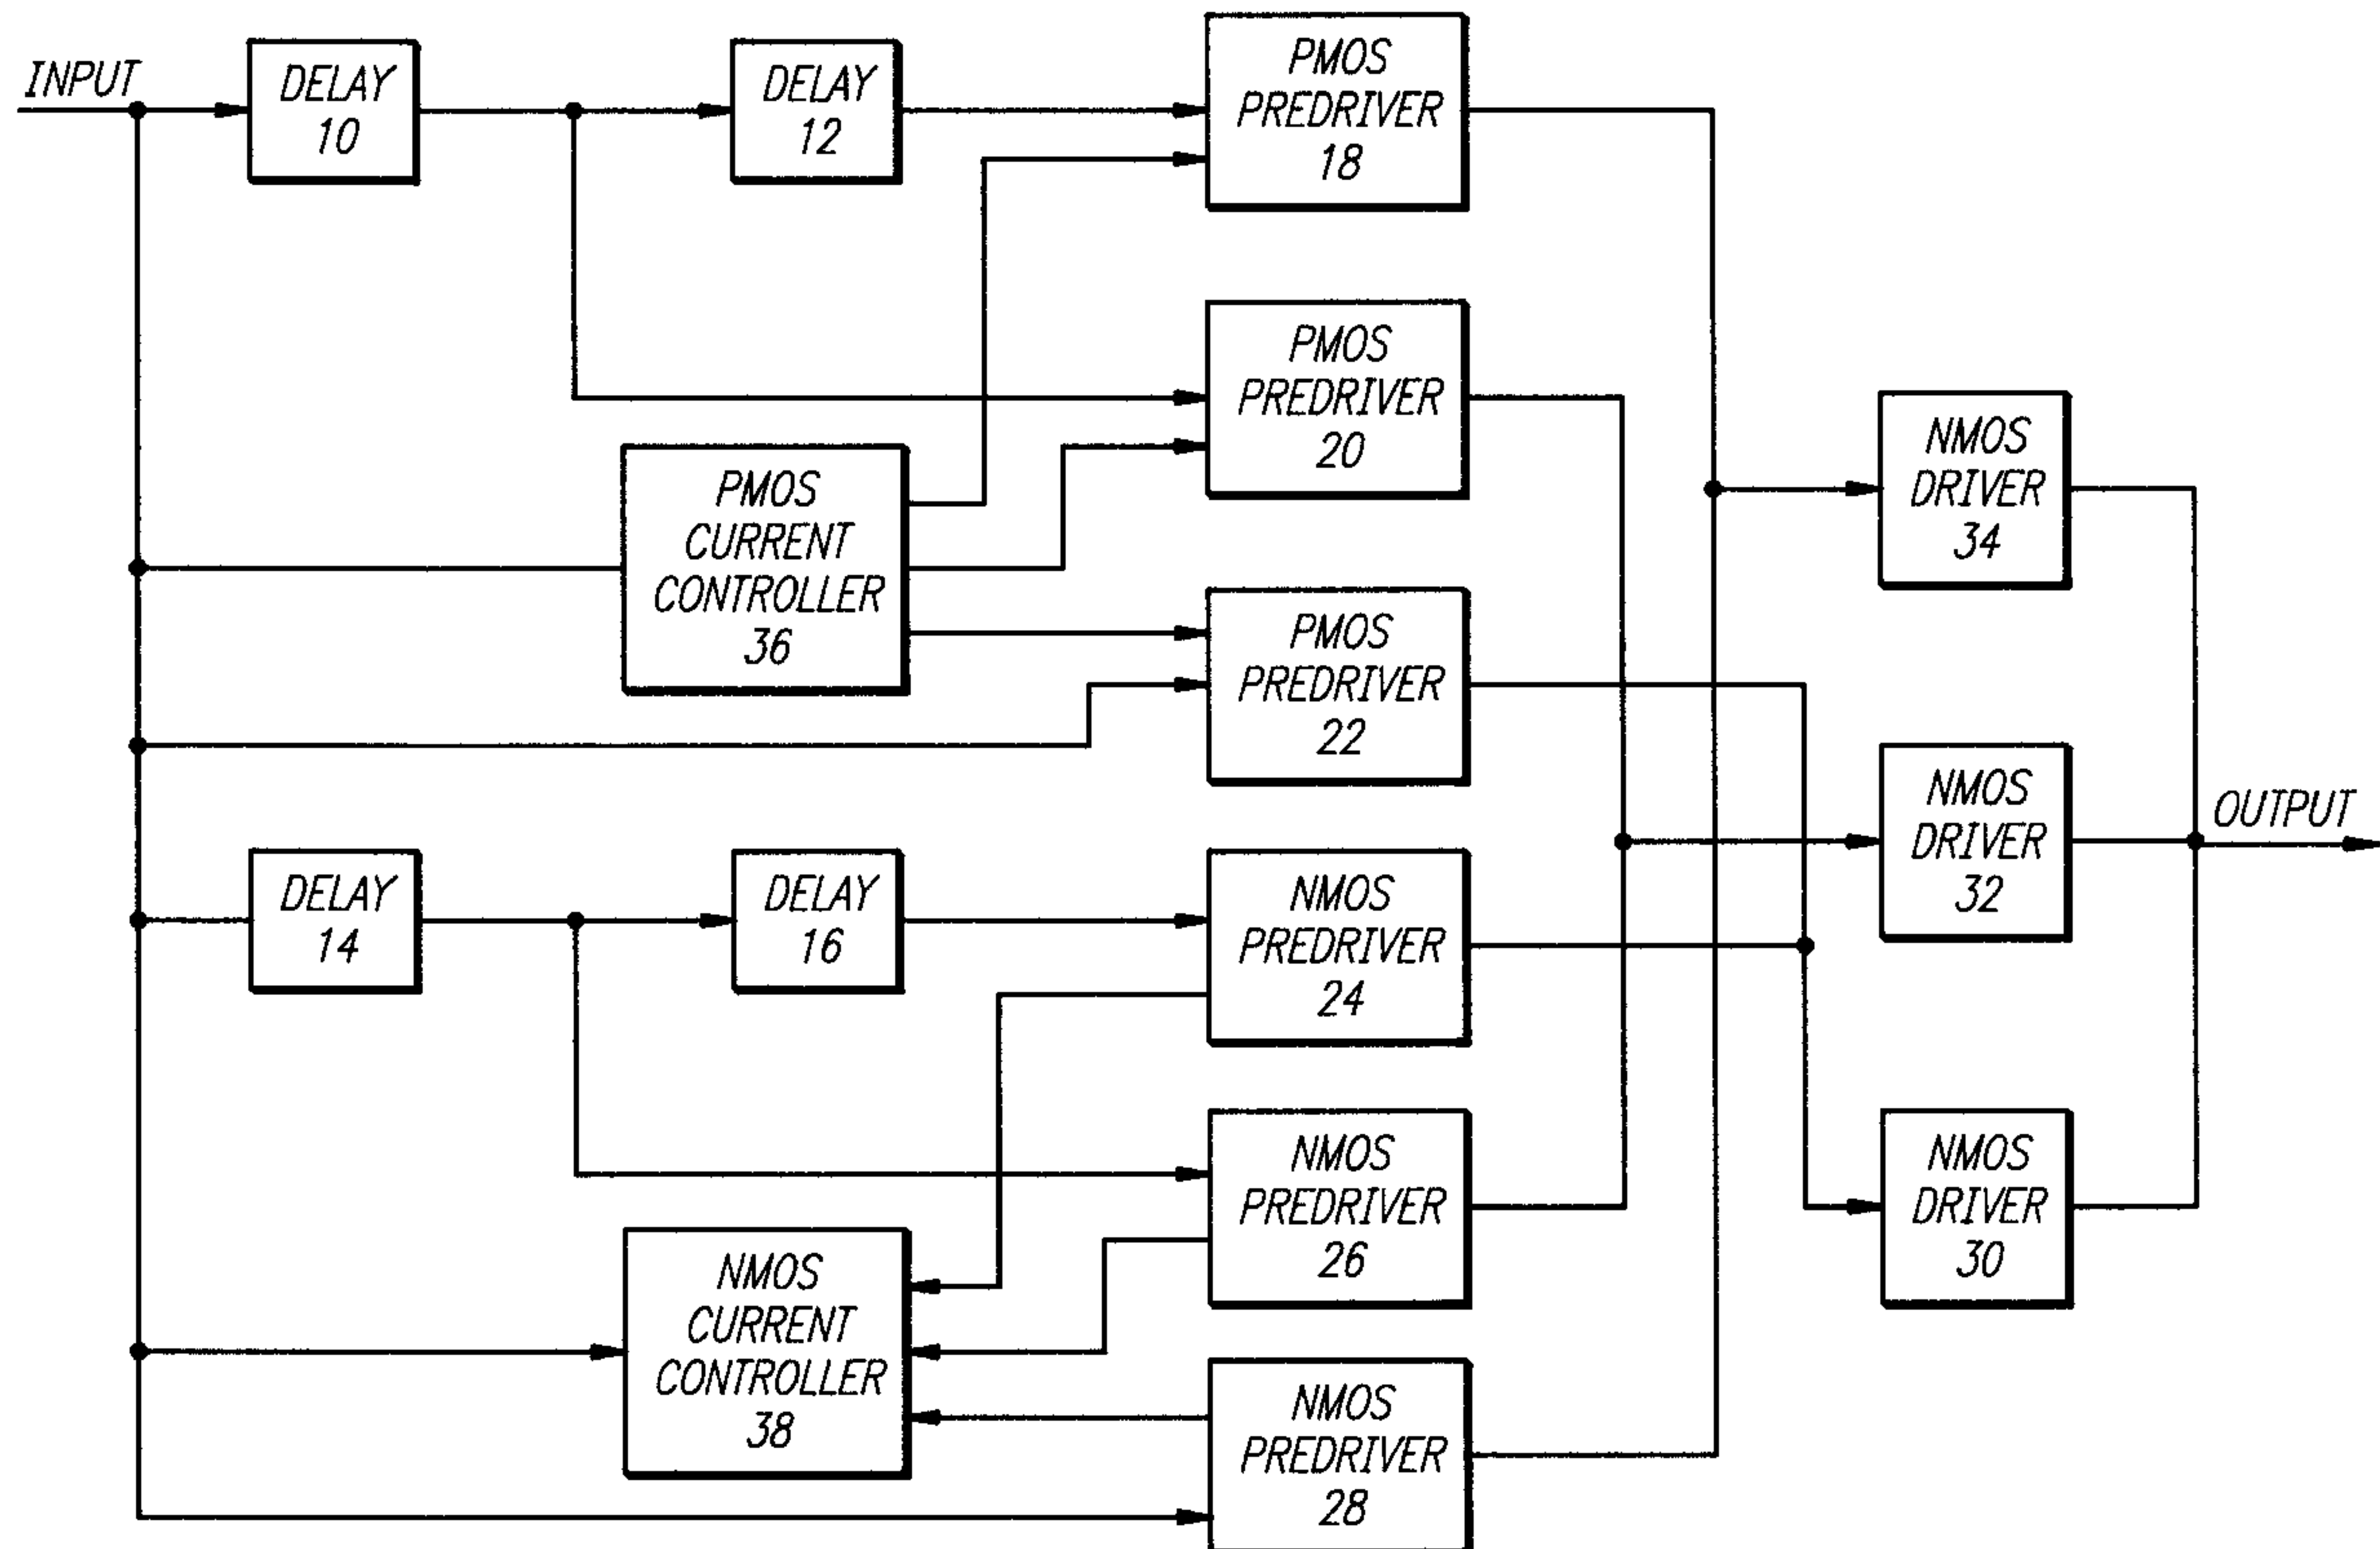 INPUT
DELAY
10
DELAY
12
PMOS
PREDRIVER
18
PMOS
PREDRIVER
20
PMOS
CURRENT
CONTROLLER
36
PMOS
PREDRIVER
22
NMOS
DRIVER
34
NMOS
DRIVER
32
OUTPUT
DELAY
14
DELAY
16
NMOS
PREDRIVER
24
NMOS
PREDRIVER
26
NMOS
DRIVER
30
NMOS
CURRENT
CONTROLLER
38
NMOS
PREDRIVER
28